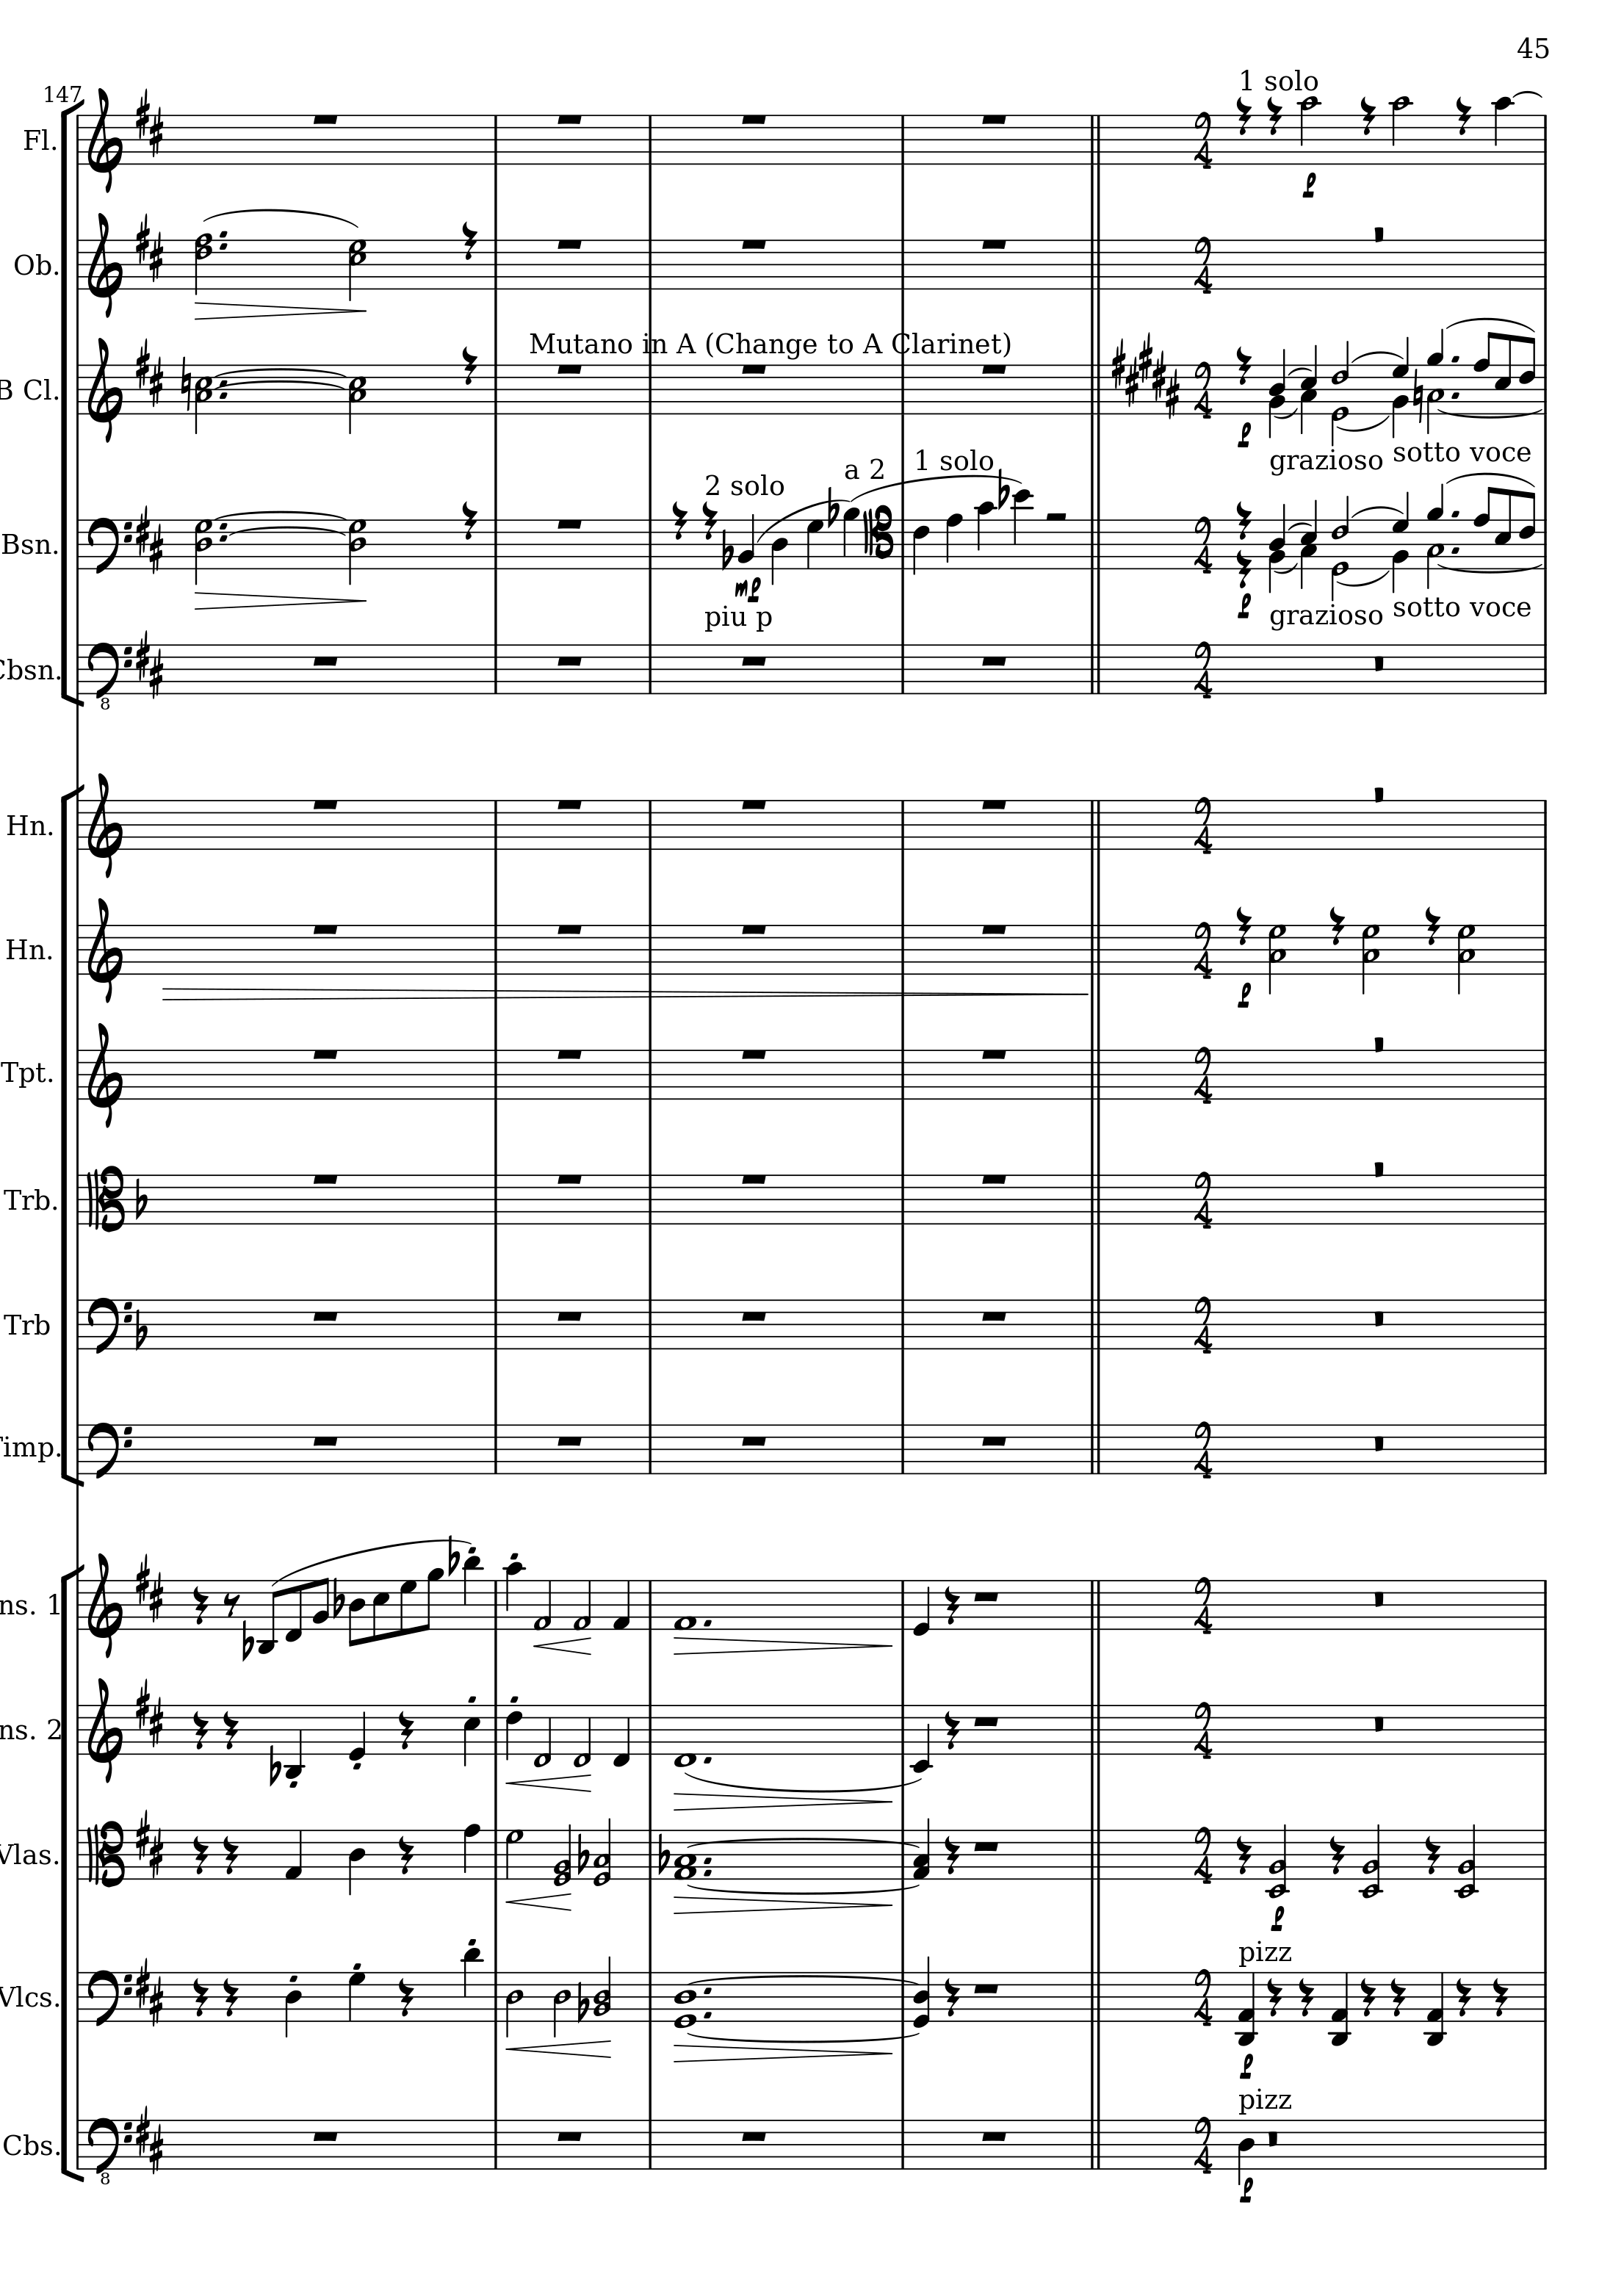 45
1 solo
147
Fl.
Ob.
Mutano in A (Change to A Clarinet)
B Cl.
grazioso sotto voce
1 solo
a 2
2 solo
Bsn.
mp
piu p
grazioso sotto voce
Cbsn.
Hn.
Hn.
Tpt.
Trb.
Trb
Timp.
ns. 1
ns. 2
Vlas.
pizz
Vlcs.
pizz
Cbs.